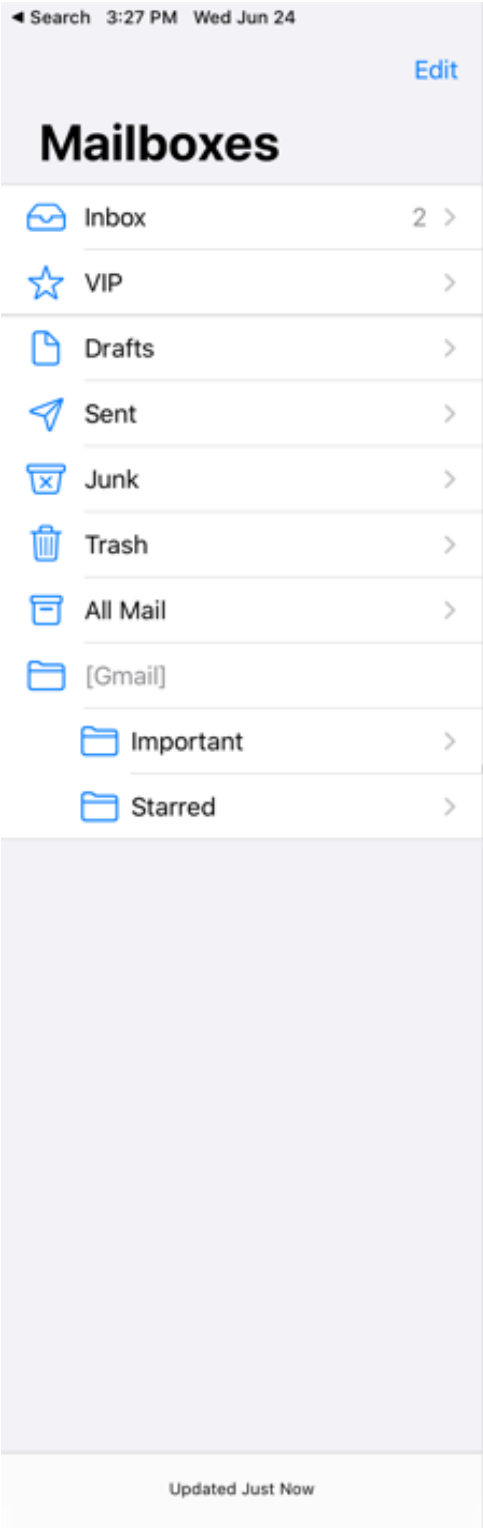 ◀ Search 3:27 PM Wed Jun 24
Edit
Mailboxes
Inbox 2
VIP
Drafts
Sent
Junk
Trash
All Mail
[Gmail]
Important
Starred
Updated Just Now